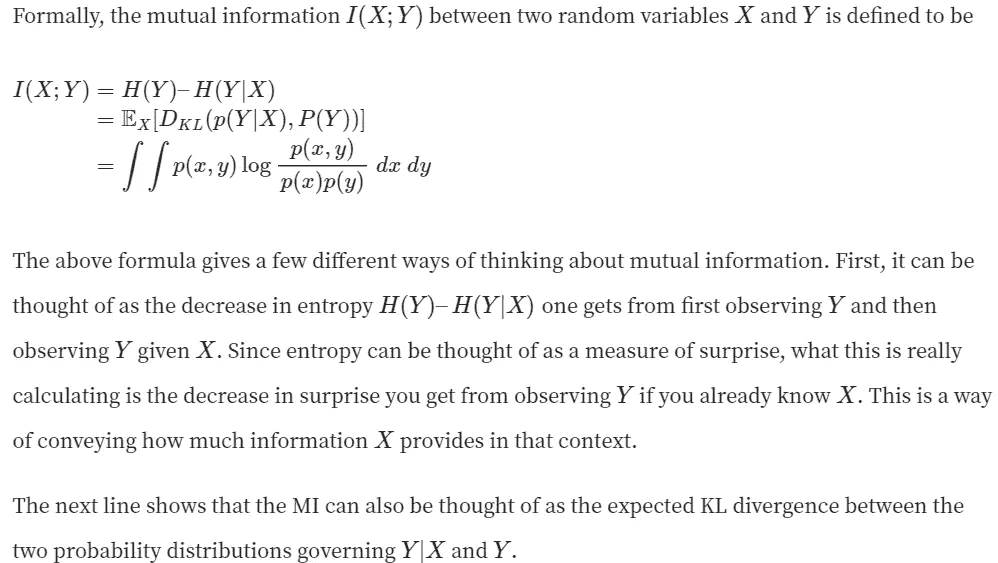 Formally, the mutual information I(X; Y) between two random variables X and Y is defined to be
I(X; Y) = H(Y)– H(Y|X)
= 𝔼_X[D_{KL}(p(Y|X), P(Y))]
= ∫ ∫ p(x, y) log p(x, y) / p(x)p(y) dx dy
The above formula gives a few different ways of thinking about mutual information. First, it can be
thought of as the decrease in entropy H(Y)– H(Y|X) one gets from first observing Y and then
observing Y given X. Since entropy can be thought of as a measure of surprise, what this is really
calculating is the decrease in surprise you get from observing Y if you already know X. This is a way
of conveying how much information X provides in that context.
The next line shows that the MI can also be thought of as the expected KL divergence between the
two probability distributions governing Y|X and Y.